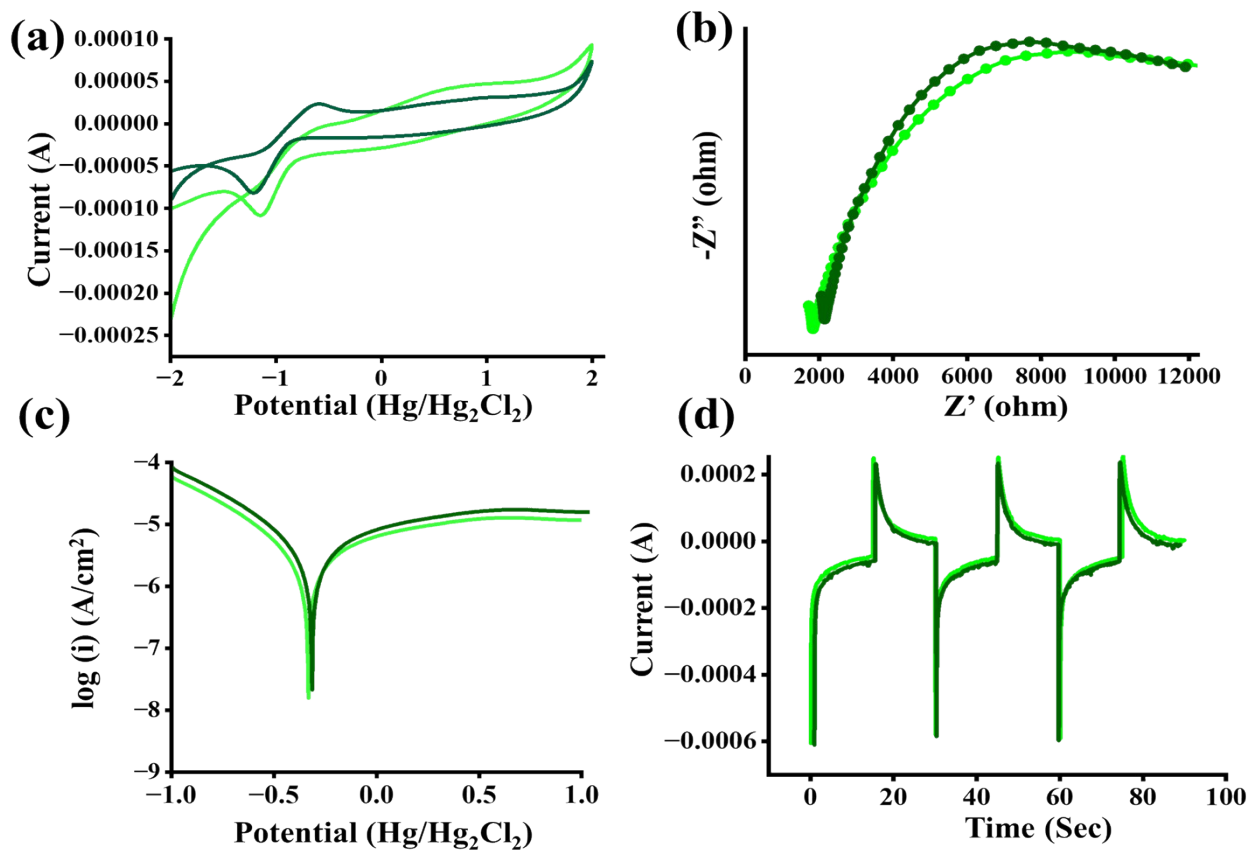 (a)
Current (A)
0.00010
0.00005
0.00000
−0.00005
−0.00010
−0.00015
−0.00020
−0.00025
−2 −1 0 1 2
Potential (Hg/Hg₂Cl₂)
(b)
-Z” (ohm)
0 2000 4000 6000 8000 10000 12000
Z’ (ohm)
(c)
log (i) (A/cm²)
−4
−5
−6
−7
−8
−9
−1.0 −0.5 0.0 0.5 1.0
Potential (Hg/Hg₂Cl₂)
(d)
Current (A)
0.0002
0.0000
−0.0002
−0.0004
−0.0006
0 20 40 60 80 100
Time (Sec)